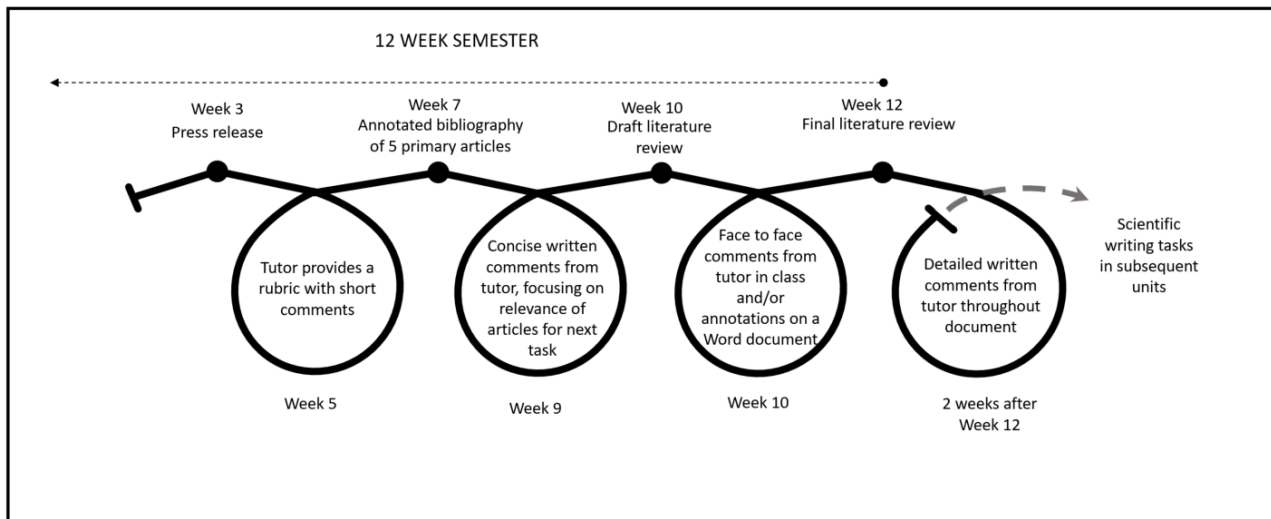 12 WEEK SEMESTER
Week 3
Press release
Week 7
Annotated bibliography
of 5 primary articles
Week 10
Draft literature
review
Week 12
Final literature review
Tutor provides a
rubric with short
comments
Concise written
comments from
tutor, focusing on
relevance of
articles for next
task
Face to face
comments from
tutor in class
and/or
annotations on a
Word document
Detailed written
comments from
tutor throughout
document
Scientific
writing tasks
in subsequent
units
Week 5
Week 9
Week 10
2 weeks after
Week 12